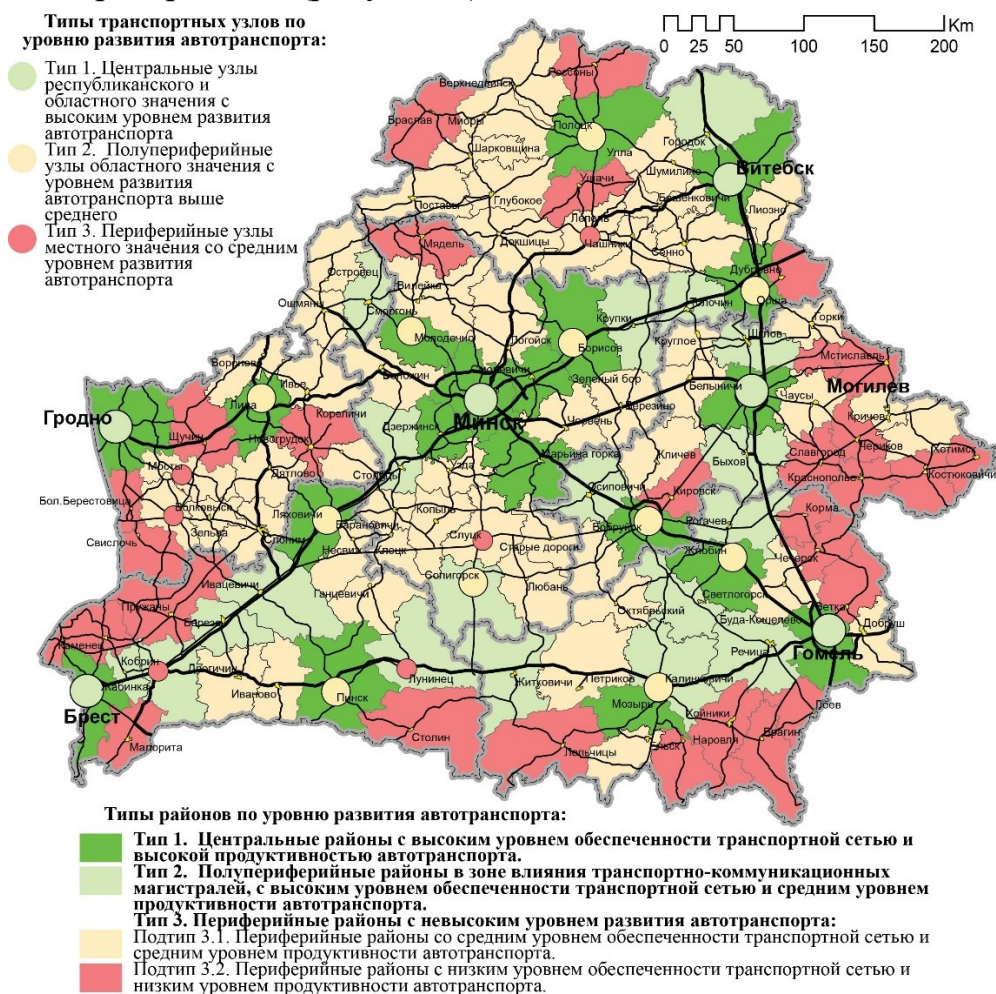 Типы транспортных узлов по
уровню развития автотранспорта:
Тип 1. Центральные узлы
республиканского и
областного значения с
высоким уровнем развития
автотранспорта
Тип 2. Полупериферийные
узлы областного значения с
уровнем развития
автотранспорта выше
среднего
Тип 3. Периферийные узлы
местного значения со средним
уровнем развития
автотранспорта
Km
0 25 50 100 150 200
Россоны
Верхнедвинск
Браслав
Миоры
Полоцк
Шарковщина
Улла
Городок
Витебск
Ушачи
Шумилино
Бешенковичи
Лиозно
Поставы
Глубокое
Лепель
Чашники
Докшицы
Сенно
Мядель
Дубровно
Орша
Островец
Вилейка
Сморгонь
Ошмяны
Толочин
Крупки
Горки
Молодечно
Логойск
Борисов
Круглое
Шклов
Мстиславль
Вороново
Ивье
Воложин
Зеленый бор
Белыничи
Могилев
Чаусы
Лида
Гродно
Кореличи
Минск
Березино
Червень
Кричев
Щучин
Новогрудок
Дзержинск
Марьина горка
Кличев
Быхов
Чериков
Славгород
Хотимск
Мосты
Дятлово
Столбцы
Узда
Осиповичи
Краснополье
Костюковичи
Бол.Берестовица
Волковыск
Ляховичи
Барановичи
Копыль
Кировск
Бобруйск
Рогачев
Корма
Зельва
Слоним
Несвиж
Клецк
Слуцк
Старые дороги
Свислочь
Жлобин
Чечерск
Ивацевичи
Солигорск
Любань
Светлогорск
Ганцевичи
Октябрьский
Буда-Кошелево
Ветка
Добруш
Пружаны
Береза
Каменец
Речица
Гомель
Кобрин
Дрогичин
Лунинец
Житковичи
Петриков
Калинковичи
Жабинка
Иваново
Пинск
Мозырь
Лоев
Брест
Хойники
Брагин
Малорита
Столин
Лельчицы
Ельск
Наровля
Типы районов по уровню развития автотранспорта:
Тип 1. Центральные районы с высоким уровнем обеспеченности транспортной сетью и
высокой продуктивностью автотранспорта.
Тип 2. Полупериферийные районы в зоне влияния транспортно-коммуникационных
магистралей, с высоким уровнем обеспеченности транспортной сетью и средним уровнем
продуктивности автотранспорта.
Тип 3. Периферийные районы с невысоким уровнем развития автотранспорта:
Подтип 3.1. Периферийные районы со средним уровнем обеспеченности транспортной сетью и
средним уровнем продуктивности автотранспорта.
Подтип 3.2. Периферийные районы с низким уровнем обеспеченности транспортной сетью и
низким уровнем продуктивности автотранспорта.